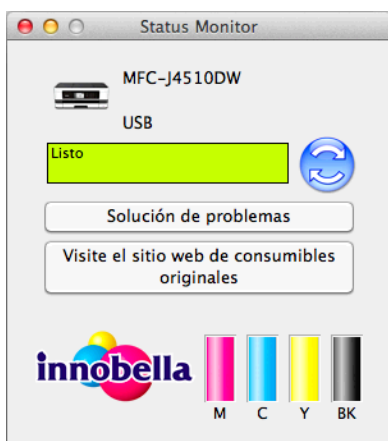 Status Monitor
MFC-J4510DW
USB
Listo
Solución de problemas
Visite el sitio web de consumibles
originales
innobella
M C Y BK